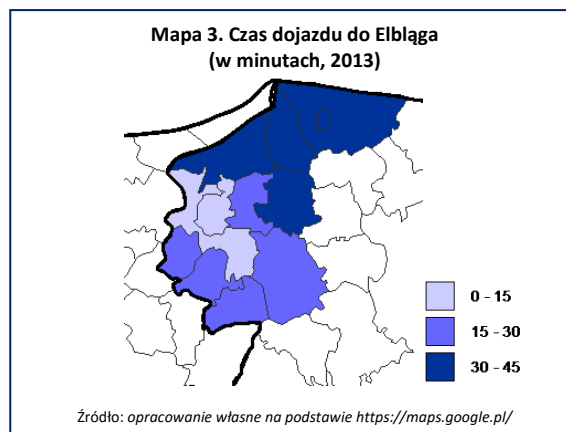 Mapa 3. Czas dojazdu do Elbląga
(w minutach, 2013)
0 - 15
15 - 30
30 - 45
Źródło: opracowanie własne na podstawie https://maps.google.pl/